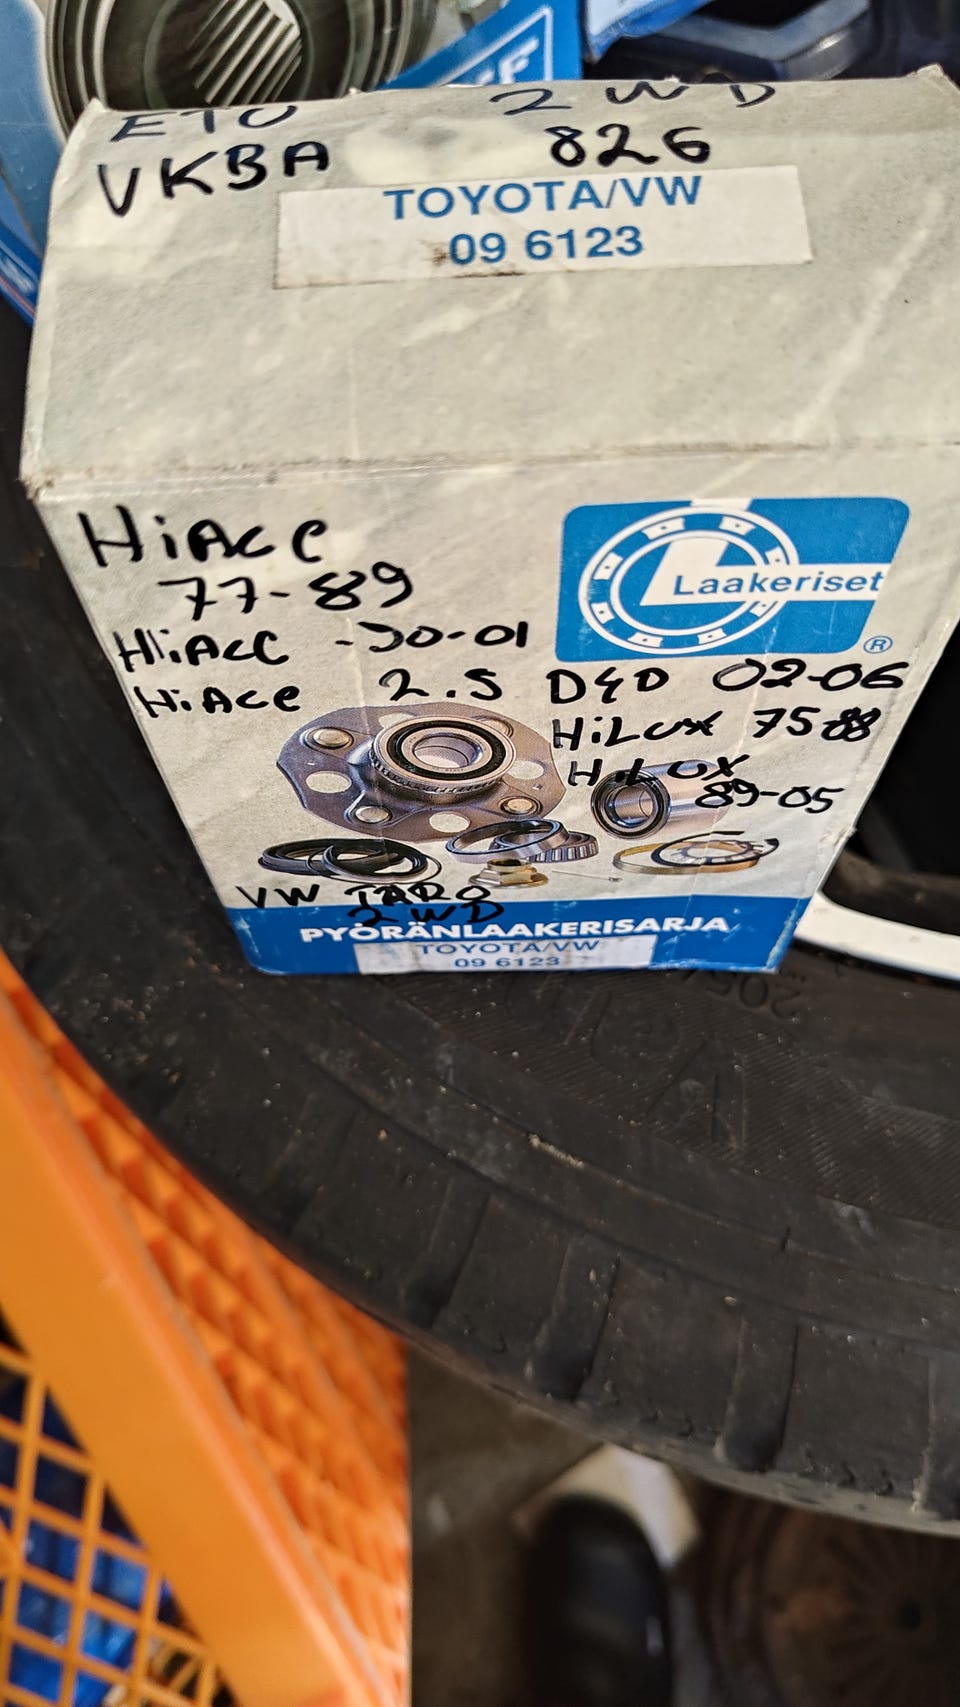 ETU 2WD
VKBA 826
TOYOTA/VW
09 6123
HiAce
77-89
HiAce -90-01
HiAce 2.5 D4D 02-06
HiLux 75 88
HiLUX
89-05
Laakeriset
®
VW TARO
2WD
PYÖRÄNLAAKERISARJA
TOYOTA/VW
09 6123
205